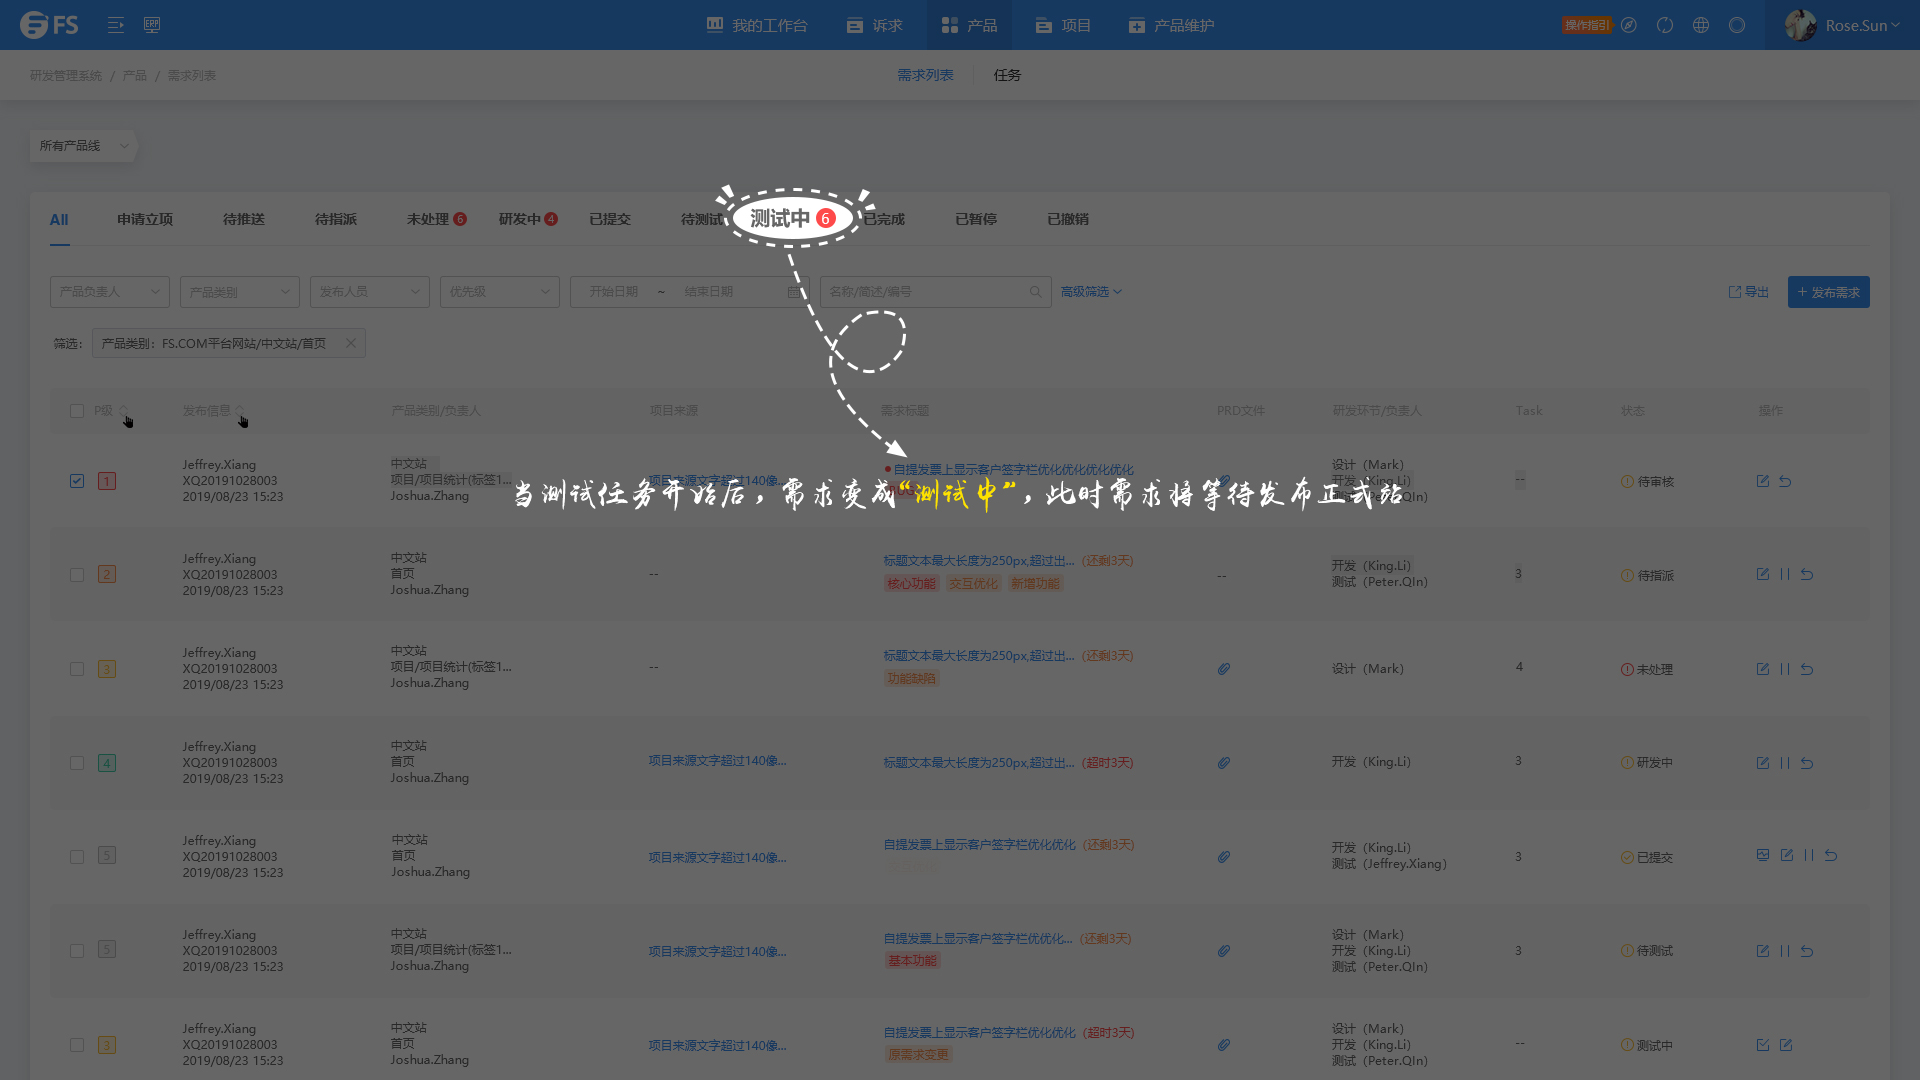 FS ERP 我的工作台 诉求 产品 项目 产品维护 操作指引 Rose.Sun
研发管理系统 / 产品 / 需求列表 需求列表 任务
所有产品线
All 申请立项 待推送 待指派 未处理 6 研发中 4 已提交 待测试 测试中 6 已完成 已暂停 已撤销
产品负责人 产品类别 发布人员 优先级 开始日期 ~ 结束日期 名称/简述/编号 高级筛选 导出 + 发布需求
筛选： 产品类别：FS.COM平台网站/中文站/首页
P级 发布信息 产品类别/负责人 项目来源 需求标题 PRD文件 研发环节/负责人 Task 状态 操作
当测试任务开始后，需求变成“测试中”，此时需求将等待发布正式站
1
Jeffrey.Xiang
XQ20191028003
2019/08/23 15:23
中文站
项目/项目统计(标签1...
Joshua.Zhang
项目来源文字超过140像...
自提发票上显示客户签字栏优化优化优化优化
设计（Mark）
开发（King.Li）
测试（Peter.QIn）
--
待审核
2
Jeffrey.Xiang
XQ20191028003
2019/08/23 15:23
中文站
首页
Joshua.Zhang
--
标题文本最大长度为250px,超过出...（还剩3天）
核心功能 交互优化 新增功能
--
开发（King.Li）
测试（Peter.QIn）
3
待指派
3
Jeffrey.Xiang
XQ20191028003
2019/08/23 15:23
中文站
项目/项目统计(标签1...
Joshua.Zhang
--
标题文本最大长度为250px,超过出...（还剩3天）
功能缺陷
设计（Mark）
4
未处理
4
Jeffrey.Xiang
XQ20191028003
2019/08/23 15:23
中文站
首页
Joshua.Zhang
项目来源文字超过140像...
标题文本最大长度为250px,超过出...（超时3天）
开发（King.Li）
3
研发中
5
Jeffrey.Xiang
XQ20191028003
2019/08/23 15:23
中文站
首页
Joshua.Zhang
项目来源文字超过140像...
自提发票上显示客户签字栏优化优化（还剩3天）
开发（King.Li）
测试（Jeffrey.Xiang）
3
已提交
5
Jeffrey.Xiang
XQ20191028003
2019/08/23 15:23
中文站
项目/项目统计(标签1...
Joshua.Zhang
项目来源文字超过140像...
自提发票上显示客户签字栏优优化...（还剩3天）
基本功能
设计（Mark）
开发（King.Li）
测试（Peter.QIn）
3
待测试
3
Jeffrey.Xiang
XQ20191028003
2019/08/23 15:23
中文站
首页
Joshua.Zhang
项目来源文字超过140像...
自提发票上显示客户签字栏优化优化（超时3天）
原需求变更
设计（Mark）
开发（King.Li）
测试（Peter.QIn）
--
测试中